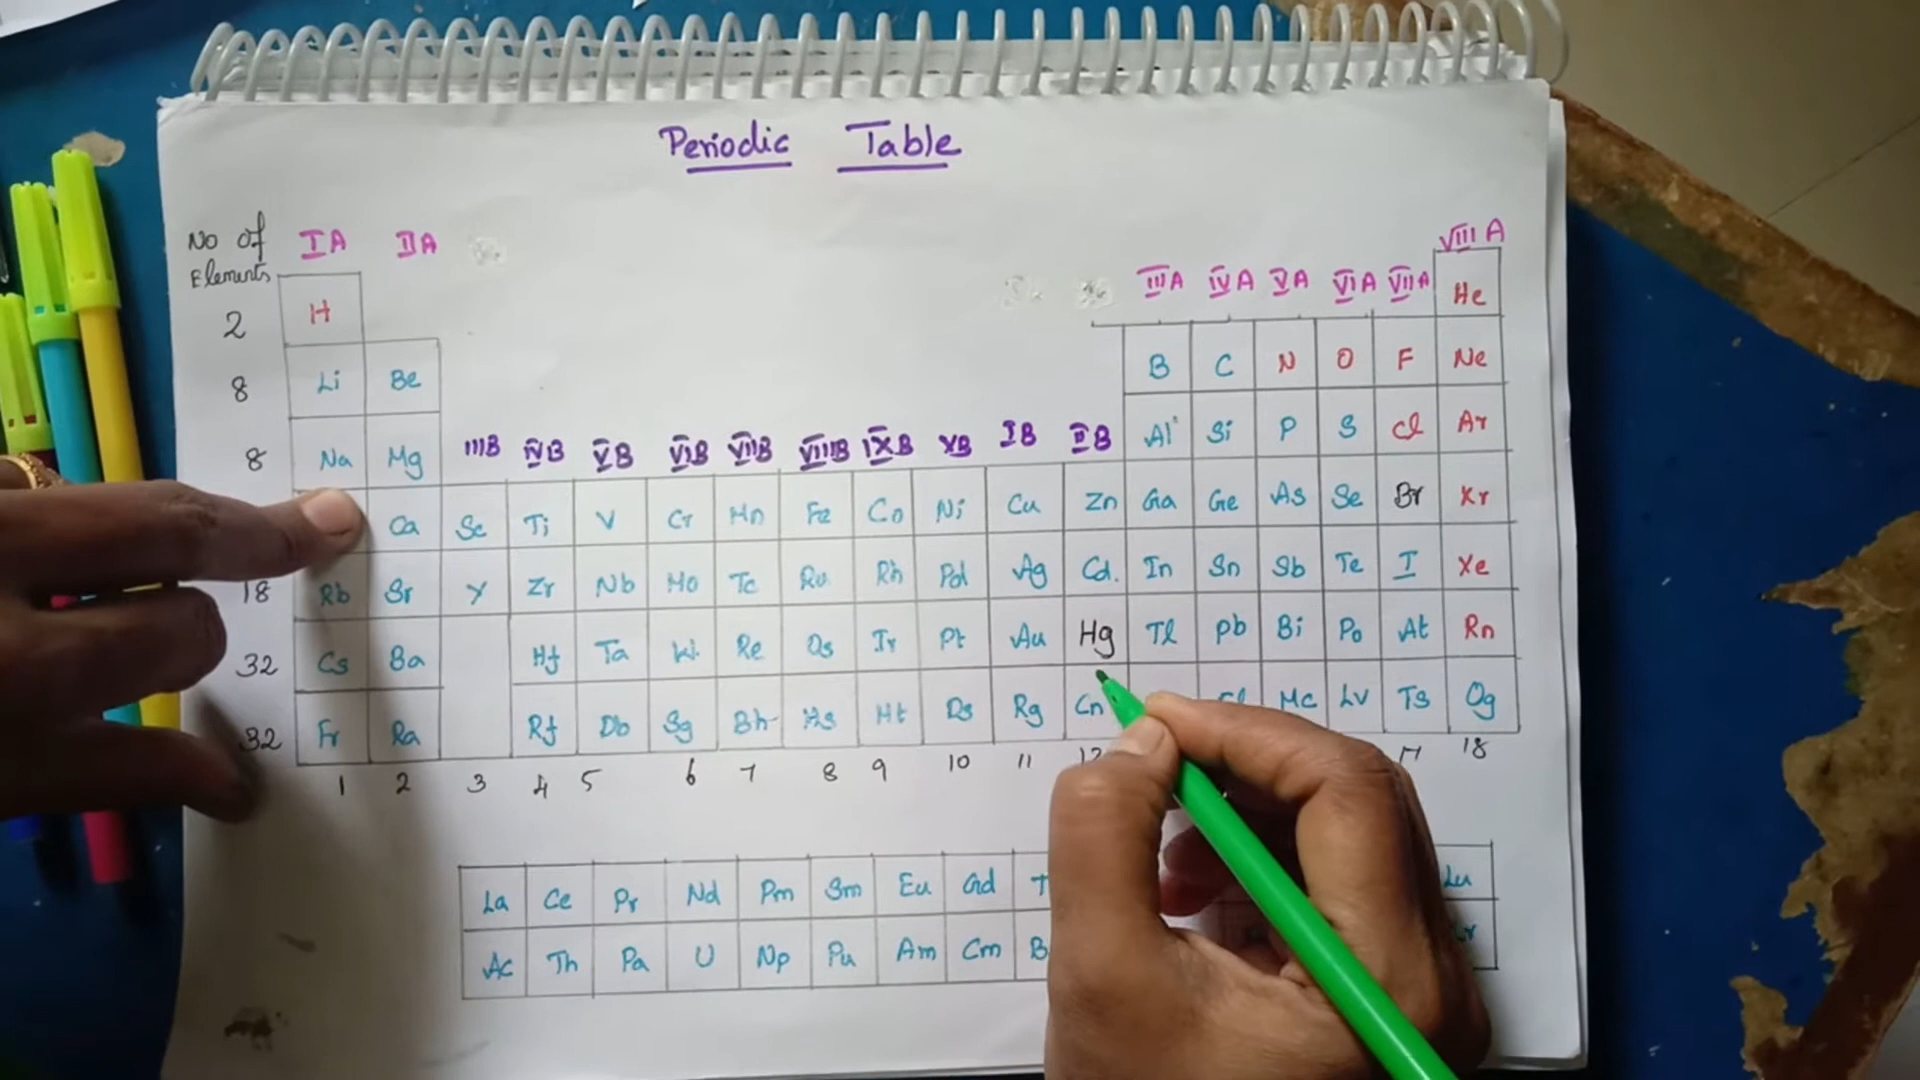 Periodic Table
No of IA IIA VIII A
Elements IIIA IVA VA VIA VIIA
2 H He
8 Li Be B C N O F Ne
8 Na Mg IIIB IVB VB VIB VIIB VIIIB IXB XB IB IIB Al Si P S Cl Ar
Ca Sc Ti V Cr Mn Fe Co Ni Cu Zn Ga Ge As Se Br Kr
18 Rb Sr Y Zr Nb Mo Tc Ru Rh Pd Ag Cd. In Sn Sb Te I Xe
32 Cs Ba Hf Ta W. Re Os Ir Pt Au Hg Tl Pb Bi Po At Rn
32 Fr Ra Rf Db Sg Bh Hs Mt Ds Rg Cn Fl Mc Lv Ts Og
1 2 3 4 5 6 7 8 9 10 11 12 17 18
La Ce Pr Nd Pm Sm Eu Gd Lu
Ac Th Pa U Np Pu Am Cm